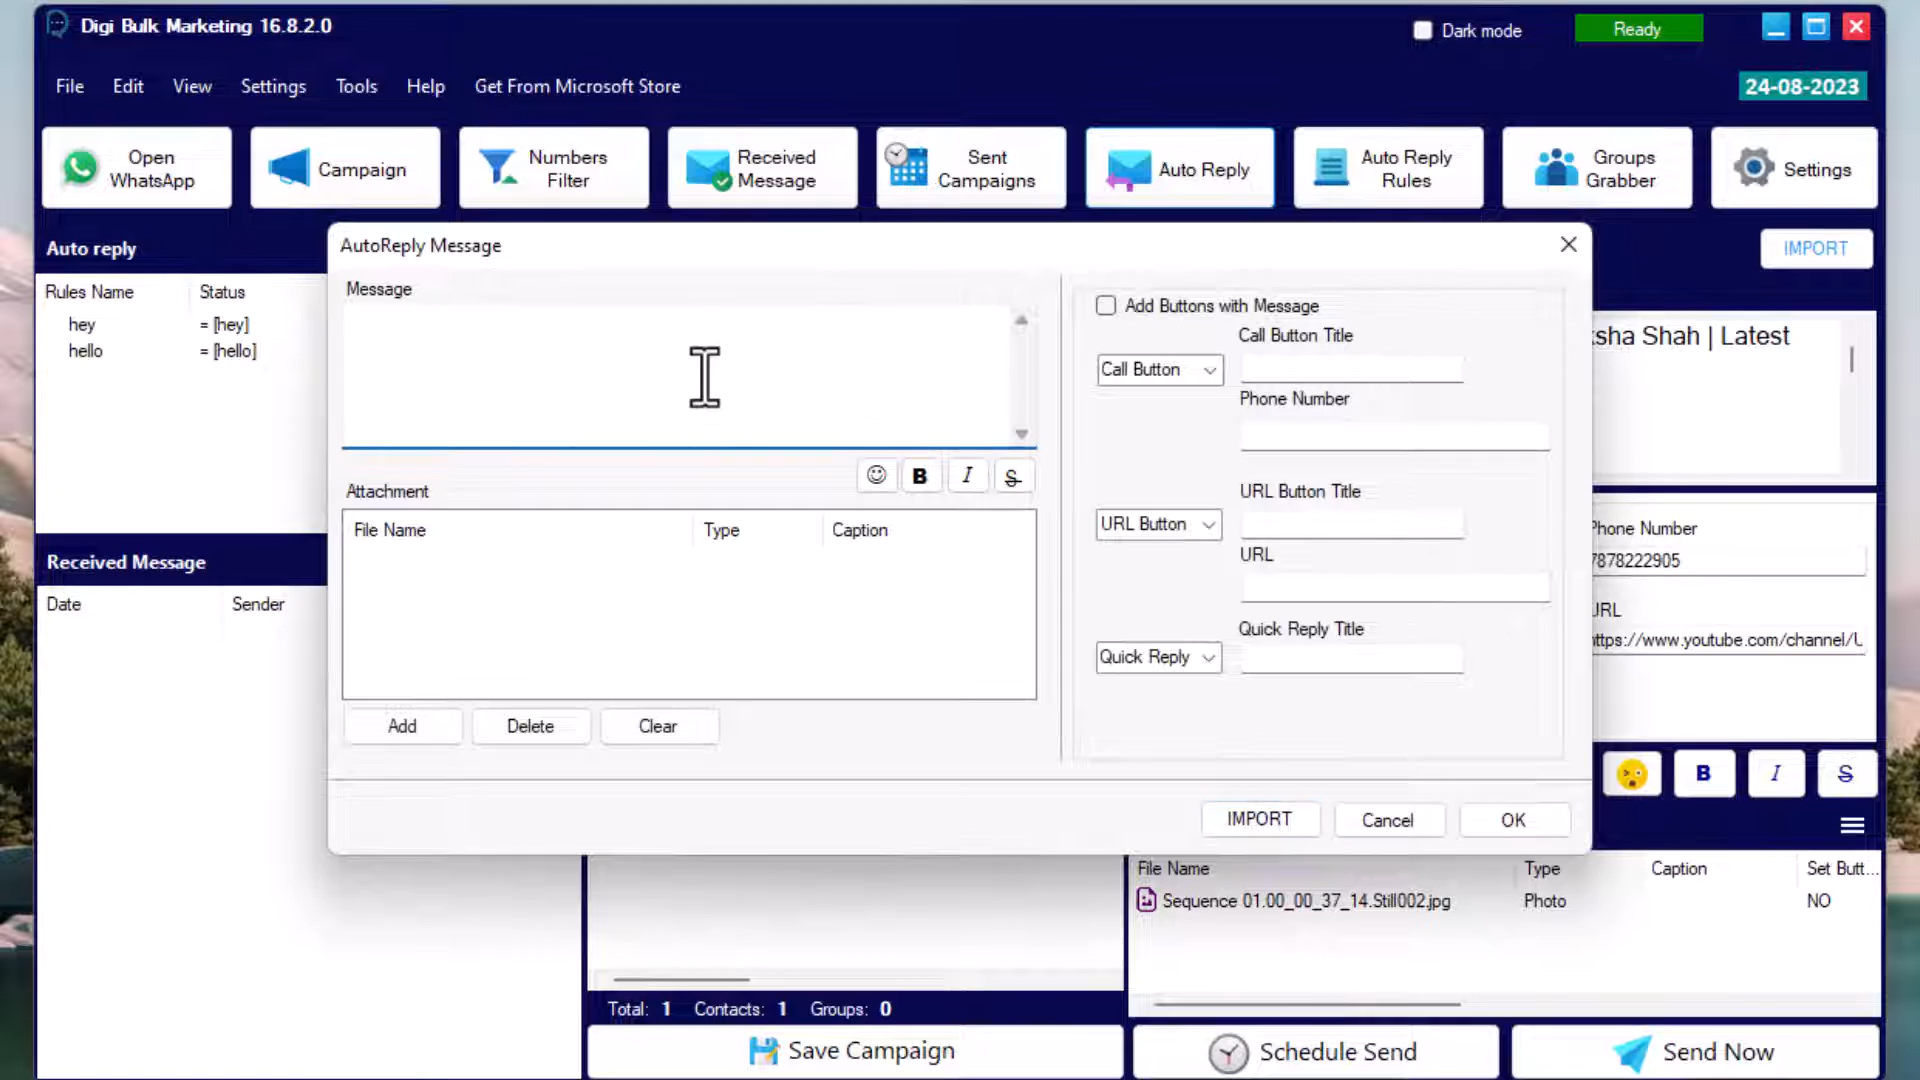 Digi Bulk Marketing 16.8.2.0
Dark mode
Ready
File Edit View Settings Tools Help Get From Microsoft Store
24-08-2023
Open WhatsApp
Campaign
Numbers Filter
Received Message
Sent Campaigns
Auto Reply
Auto Reply Rules
Groups Grabber
Settings
Auto reply
IMPORT
Rules Name Status
hey = [hey]
hello = [hello]
Received Message
Date Sender
AutoReply Message
Message
B I S
Attachment
File Name Type Caption
Add Delete Clear
Add Buttons with Message
Call Button Title
Call Button
Phone Number
URL Button Title
URL Button
URL
Quick Reply Title
Quick Reply
IMPORT Cancel OK
Shah | Latest
Number
7878222905
https://www.youtube.com/channel/U
B I S
File Name Type Caption Set Butt...
Sequence 01.00_00_37_14.Still002.jpg Photo NO
Total: 1 Contacts: 1 Groups: 0
Save Campaign
Schedule Send
Send Now